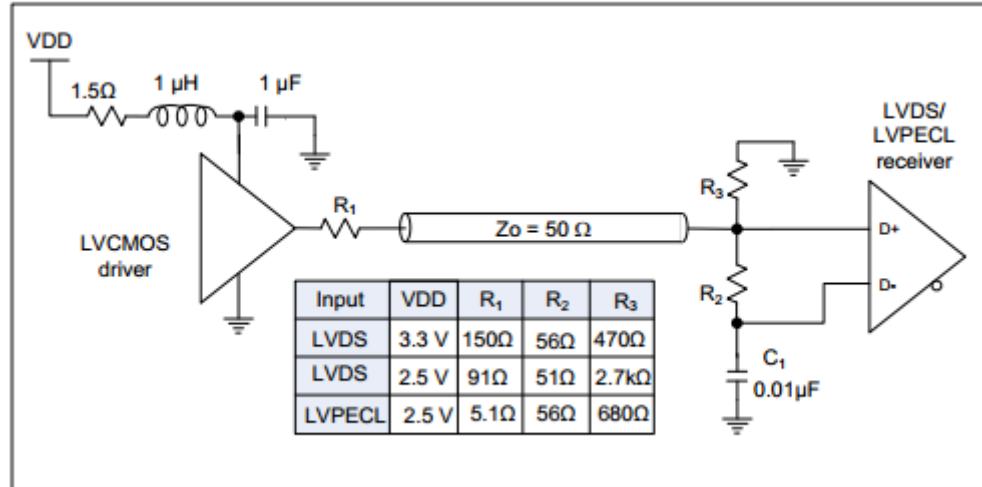 VDD
1.5Ω
1 µH
1 µF
LVDS/
LVPECL
receiver
R3
R1
Zo = 50 Ω
D+
LVCMOS
driver
R2
D-
Input VDD R1 R2 R3
LVDS 3.3 V 150Ω 56Ω 470Ω
LVDS 2.5 V 91Ω 51Ω 2.7kΩ
LVPECL 2.5 V 5.1Ω 56Ω 680Ω
C1
0.01µF